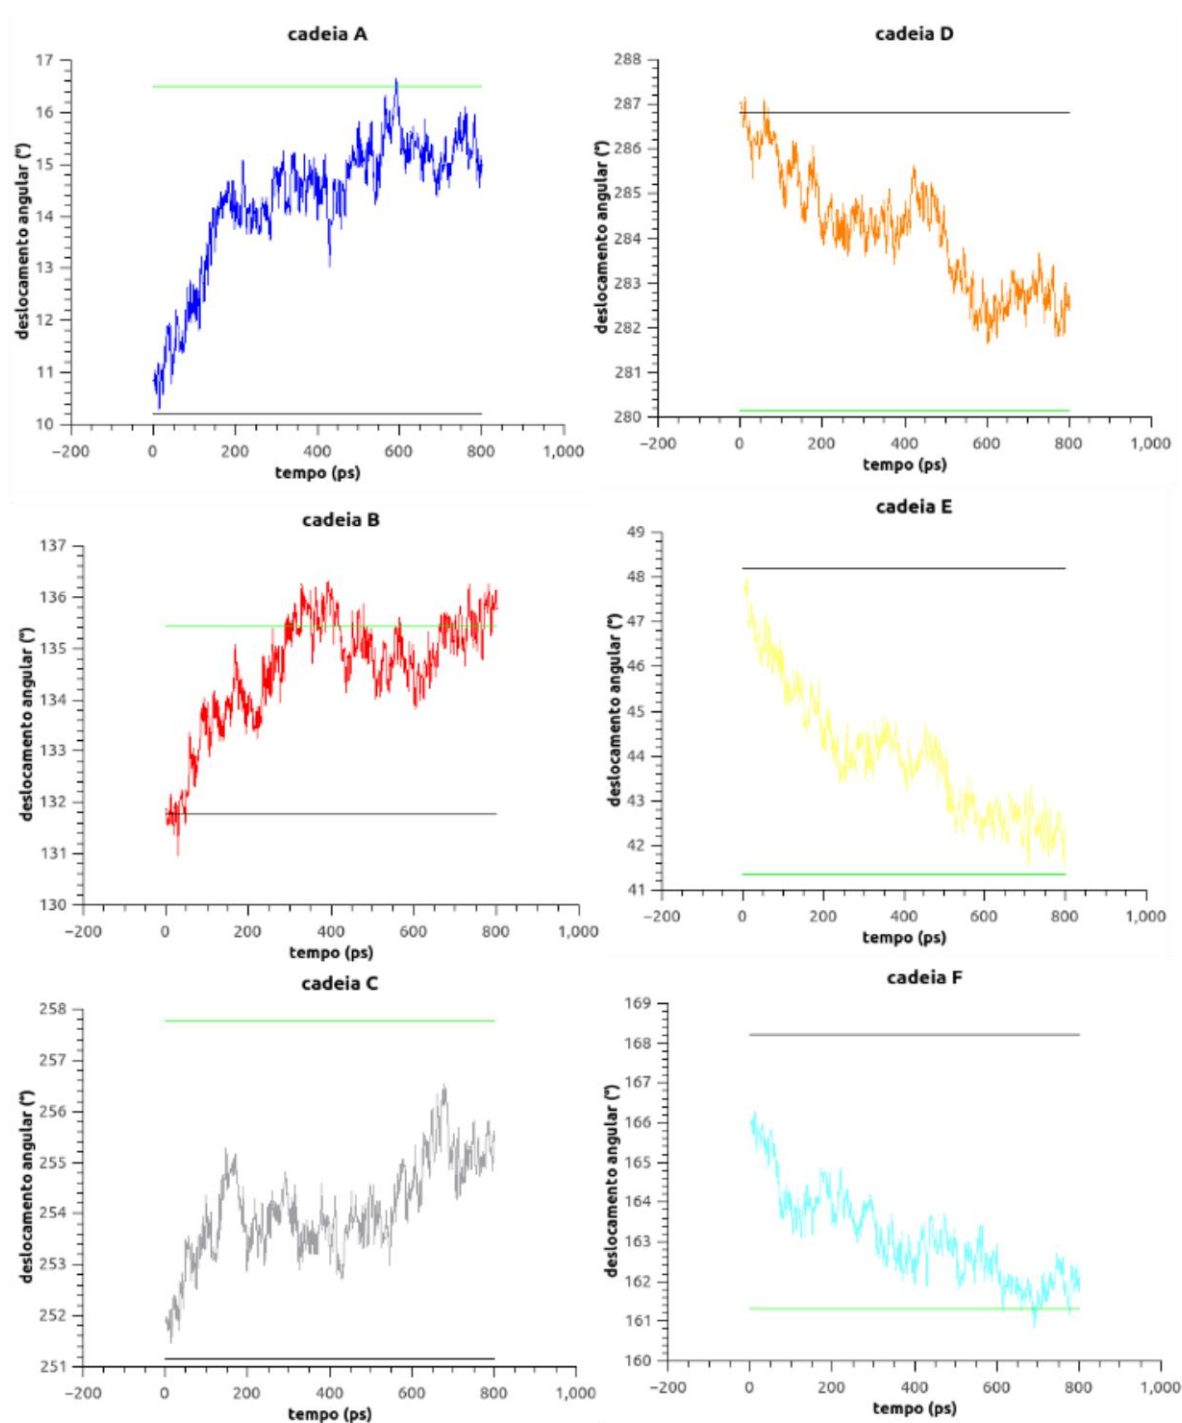 cadeia A
deslocamento angular (°)
17
16
15
14
13
12
11
10
−200 0 200 400 600 800 1,000
tempo (ps)
cadeia D
deslocamento angular (°)
288
287
286
285
284
283
282
281
280
−200 0 200 400 600 800 1,000
tempo (ps)
cadeia B
deslocamento angular (°)
137
136
135
134
133
132
131
130
−200 0 200 400 600 800 1,000
tempo (ps)
cadeia E
deslocamento angular (°)
49
48
47
46
45
44
43
42
41
−200 0 200 400 600 800 1,000
tempo (ps)
cadeia C
deslocamento angular (°)
258
257
256
255
254
253
252
251
−200 0 200 400 600 800 1,000
tempo (ps)
cadeia F
deslocamento angular (°)
169
168
167
166
165
164
163
162
161
160
−200 0 200 400 600 800 1,000
tempo (ps)